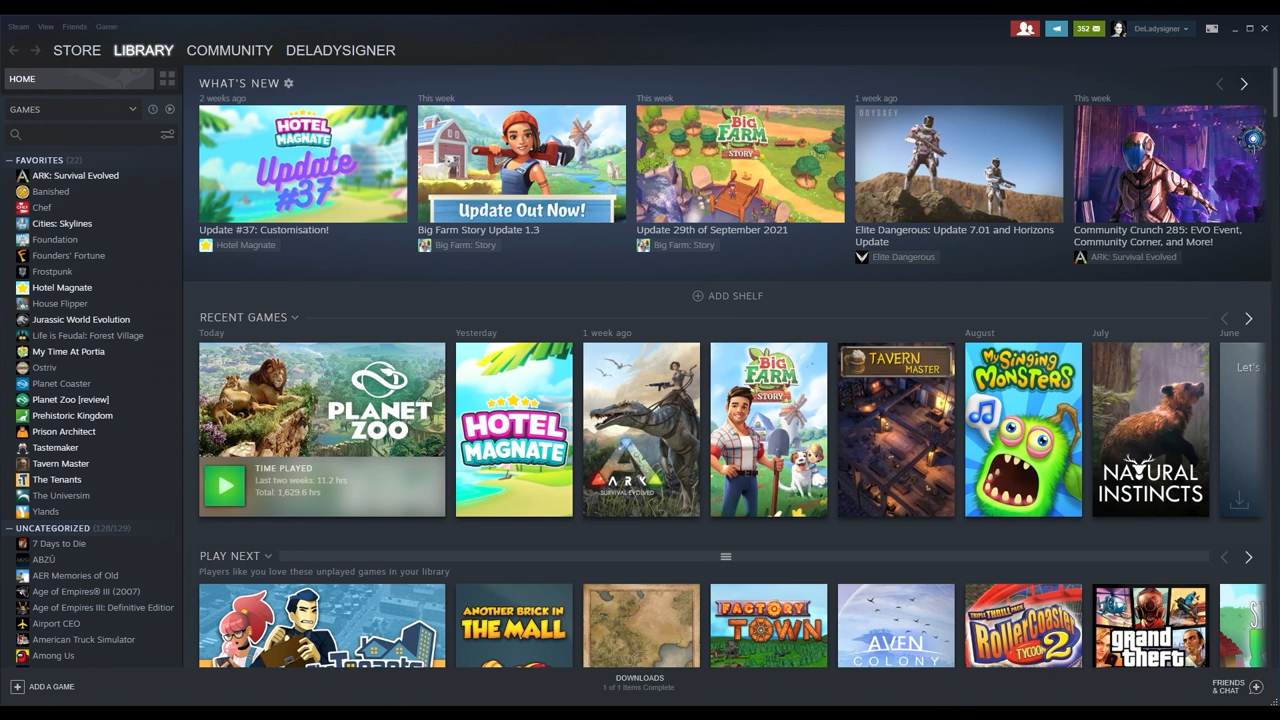 Steam View Friends Games
352 DeLadysigner
STORE LIBRARY COMMUNITY DELADYSIGNER
HOME
GAMES
FAVORITES (22)
ARK: Survival Evolved
Banished
Chef
Cities: Skylines
Foundation
Founders' Fortune
Frostpunk
Hotel Magnate
House Flipper
Jurassic World Evolution
Life is Feudal: Forest Village
My Time At Portia
Ostriv
Planet Coaster
Planet Zoo [review]
Prehistoric Kingdom
Prison Architect
Tastemaker
Tavern Master
The Tenants
The Universim
Ylands
UNCATEGORIZED (128/129)
7 Days to Die
ABZÛ
AER Memories of Old
Age of Empires® III (2007)
Age of Empires III: Definitive Edition
Airport CEO
American Truck Simulator
Among Us
ADD A GAME
WHAT'S NEW
2 weeks ago
HOTEL
MAGNATE
Update
#37
Update #37: Customisation!
Hotel Magnate
This week
Update Out Now!
Big Farm Story Update 1.3
Big Farm: Story
This week
BIG
FARM
STORY
Update 29th of September 2021
Big Farm: Story
1 week ago
ODYSSEY
Elite Dangerous: Update 7.01 and Horizons
Update
Elite Dangerous
This week
Community Crunch 285: EVO Event,
Community Corner, and More!
ARK: Survival Evolved
ADD SHELF
RECENT GAMES
Today
PLANET
ZOO
TIME PLAYED
Last two weeks: 11.2 hrs
Total: 1,629.6 hrs
Yesterday
HOTEL
MAGNATE
1 week ago
ARK
SURVIVAL EVOLVED
BIG
FARM
STORY
TAVERN
MASTER
August
My Singing
MONSTERS
July
NATURAL
INSTINCTS
June
Let's
PLAY NEXT
Players like you love these unplayed games in your library
ANOTHER BRICK IN
THE MALL
FACTORY
TOWN
AVEN
COLONY
TRIPLE THRILL PACK
RollerCoaster
TYCOON 2
grand
theft
DOWNLOADS
1 of 1 Items Complete
FRIENDS
& CHAT